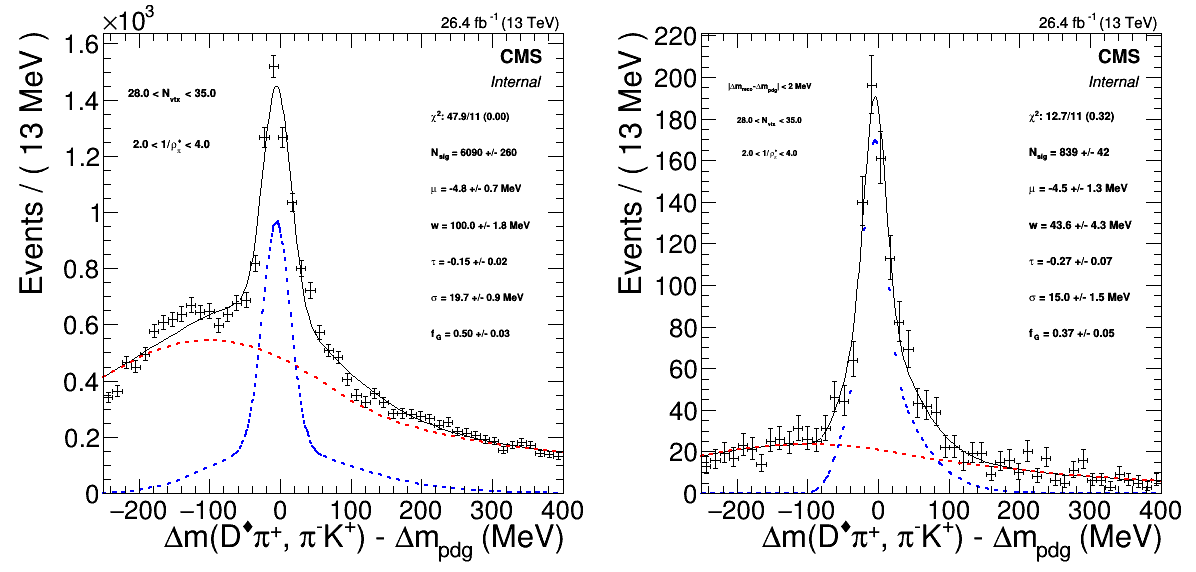 ×10³
26.4 fb⁻¹ (13 TeV)
CMS
Internal
28.0 < N_vtx < 35.0
2.0 < 1/ρ_π^♦ < 4.0
χ²: 47.9/11 (0.00)
N_sig = 6090 +/- 260
μ = -4.8 +/- 0.7 MeV
w = 100.0 +/- 1.8 MeV
τ = -0.15 +/- 0.02
σ = 19.7 +/- 0.9 MeV
f_G = 0.50 +/- 0.03
Events / ( 13 MeV )
1.6
1.4
1.2
1
0.8
0.6
0.4
0.2
0
−200 −100 0 100 200 300 400
Δm(D♦π⁺, π⁻K⁺) - Δm_pdg (MeV)
26.4 fb⁻¹ (13 TeV)
CMS
Internal
|Δm_reco-Δm_pdg| < 2 MeV
28.0 < N_vtx < 35.0
2.0 < 1/ρ_π^♦ < 4.0
χ²: 12.7/11 (0.32)
N_sig = 839 +/- 42
μ = -4.5 +/- 1.3 MeV
w = 43.6 +/- 4.3 MeV
τ = -0.27 +/- 0.07
σ = 15.0 +/- 1.5 MeV
f_G = 0.37 +/- 0.05
Events / ( 13 MeV )
220
200
180
160
140
120
100
80
60
40
20
0
−200 −100 0 100 200 300 400
Δm(D♦π⁺, π⁻K⁺) - Δm_pdg (MeV)